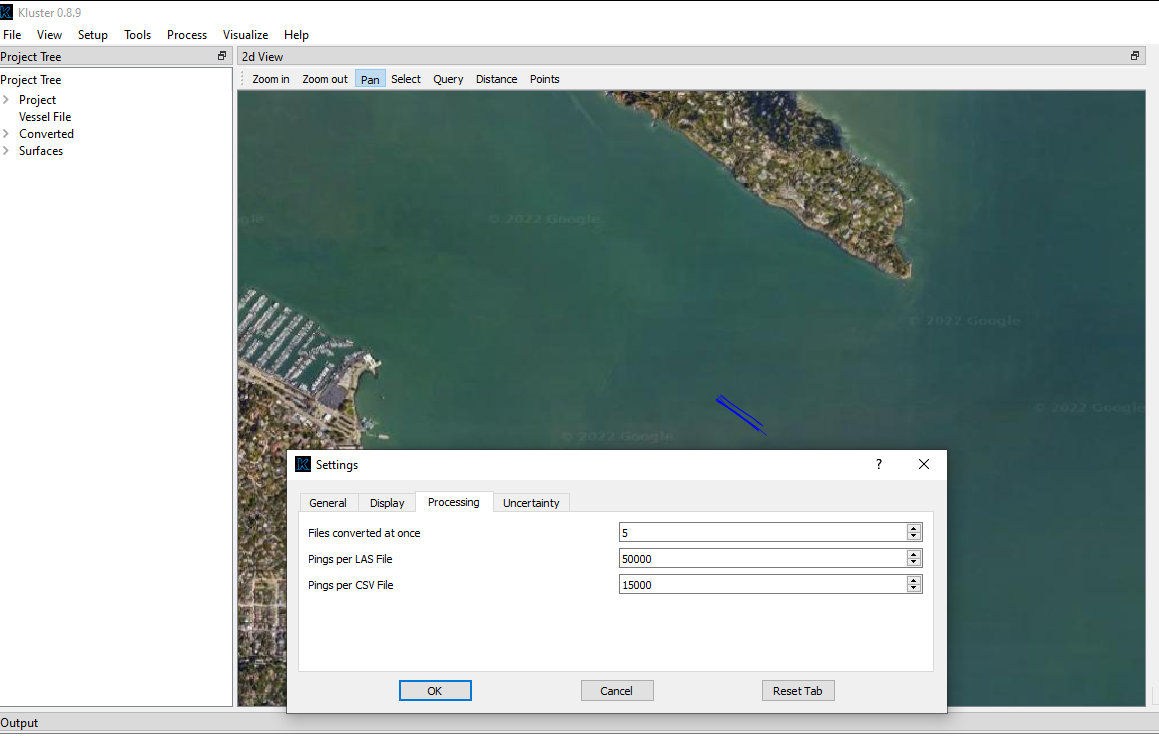 Kluster 0.8.9
File View Setup Tools Process Visualize Help
Project Tree
2d View
Project Tree
Zoom in Zoom out Pan Select Query Distance Points
Project
Vessel File
Converted
Surfaces
gle
© 2022 Google
© 2022 Google
© 2022 Google
© 2022 Google
Settings
?
General Display Processing Uncertainty
Files converted at once 5
Pings per LAS File 50000
Pings per CSV File 15000
OK Cancel Reset Tab
Output